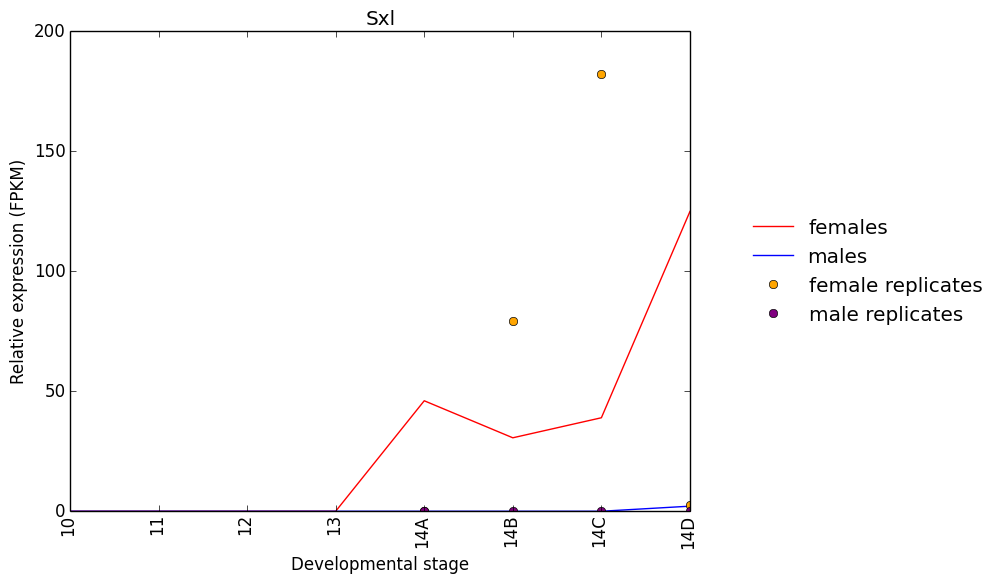 Sxl
200
150
100
50
0
Relative expression (FPKM)
10
11
12
13
14A
14B
14C
14D
Developmental stage
females
males
female replicates
male replicates